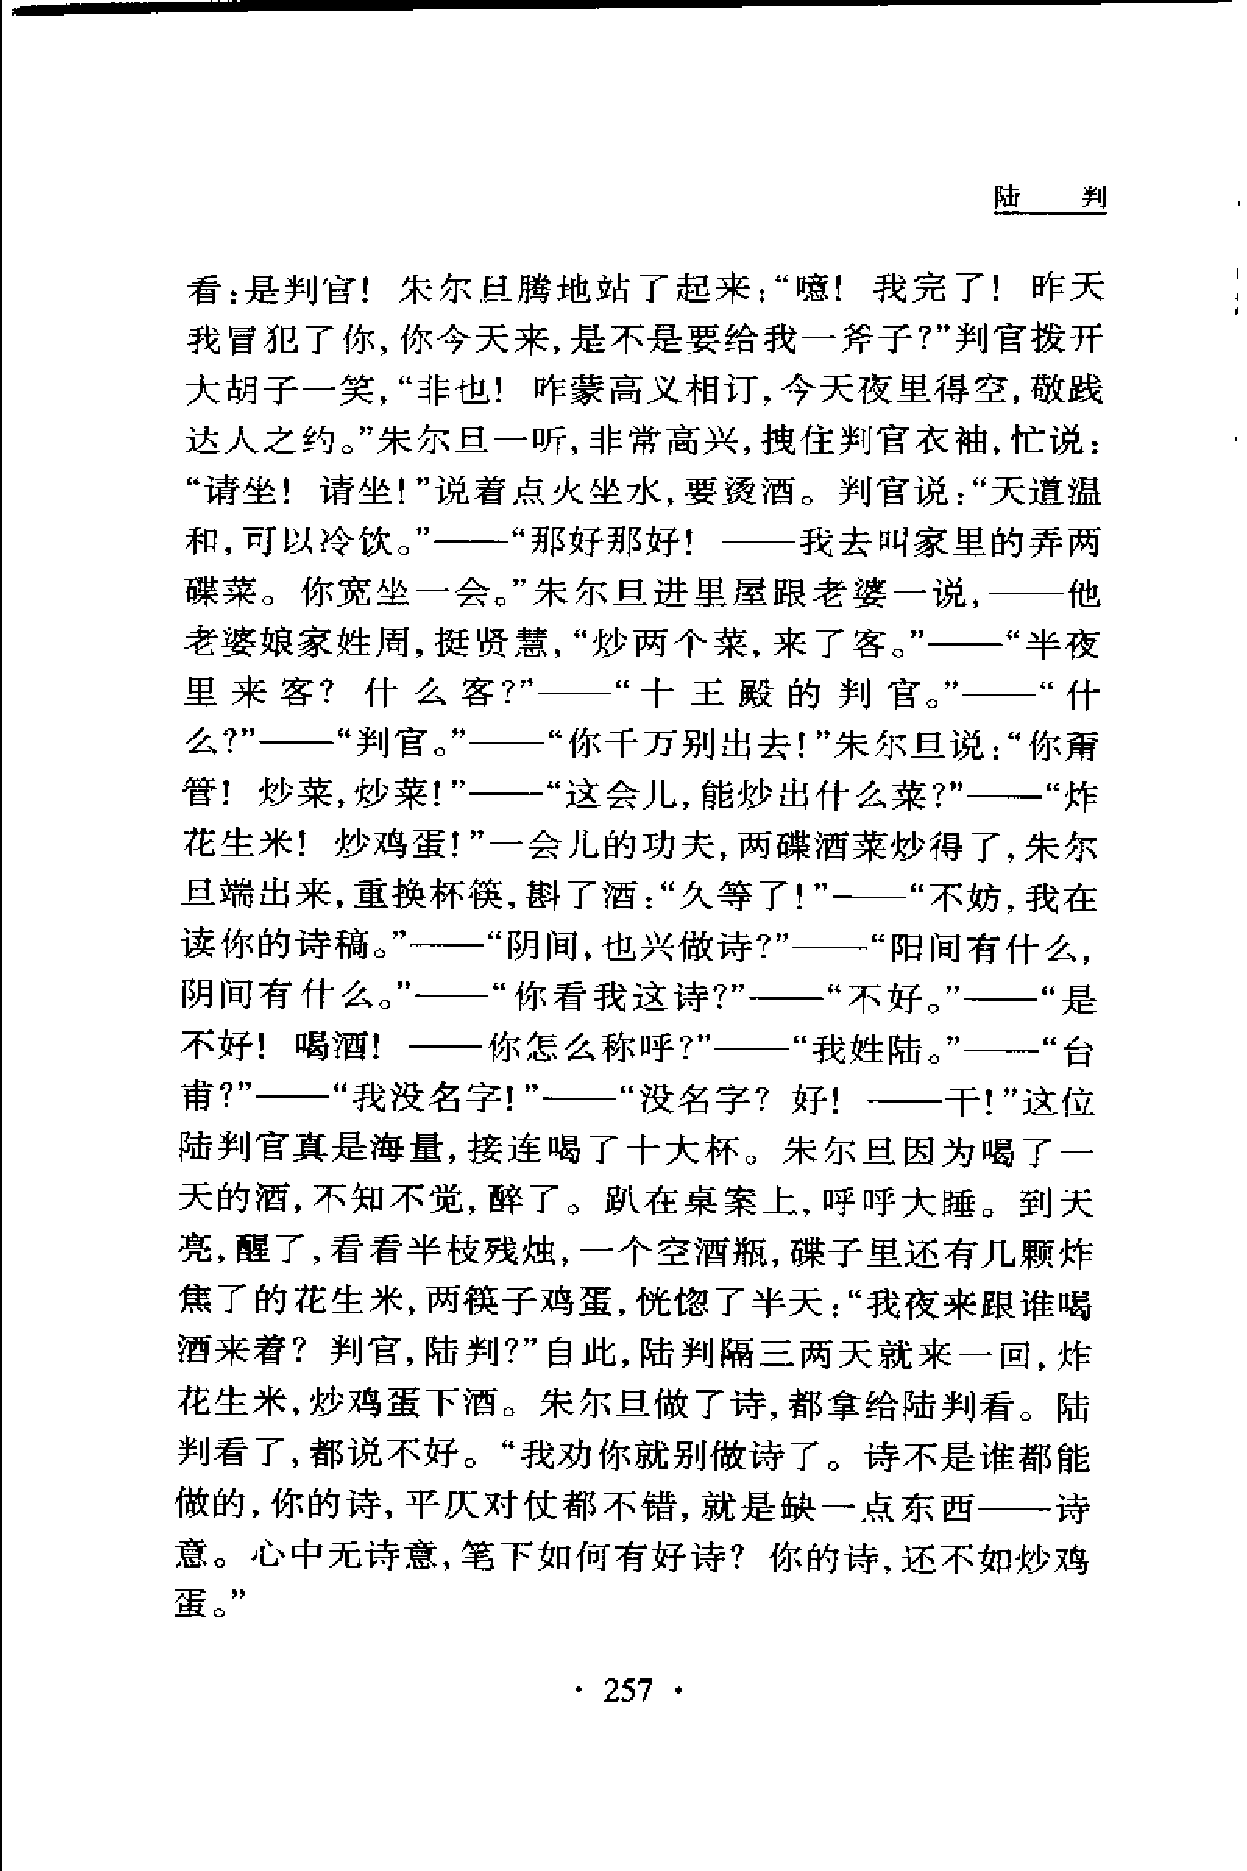 陆 判
看:是判官! 朱尔旦腾地站了起来:“噫! 我完了! 昨天
我冒犯了你,你今天来,是不是要给我一斧子?”判官拨开
大胡子一笑,“非也! 昨蒙高义相订,今天夜里得空,敬践
达人之约。”朱尔旦一听,非常高兴,拽住判官衣袖,忙说:
“请坐! 请坐!”说着点火坐水,要烫酒。判官说:“天道温
和,可以冷饮。”——“那好那好! ——我去叫家里的弄两
碟菜。你宽坐一会。”朱尔旦进里屋跟老婆一说,——他
老婆娘家姓周,挺贤慧,“炒两个菜,来了客。”——“半夜
里来客? 什么客?”——“十王殿的判官。”——“什
么?”——“判官。”——“你千万别出去!”朱尔旦说:“你甭
管! 炒菜,炒菜!”——“这会儿,能炒出什么菜?”——“炸
花生米! 炒鸡蛋!”一会儿的功夫,两碟酒菜炒得了,朱尔
旦端出来,重换杯筷,斟了酒:“久等了!”——“不妨,我在
读你的诗稿。”——“阴间,也兴做诗?”——“阳间有什么,
阴间有什么。”——“你看我这诗?”——“不好。”——“是
不好! 喝酒! ——你怎么称呼?”——“我姓陆。”——“台
甫?”——“我没名字!”——“没名字? 好! ——干!”这位
陆判官真是海量,接连喝了十大杯。朱尔旦因为喝了一
天的酒,不知不觉,醉了。趴在桌案上,呼呼大睡。到天
亮,醒了,看看半枝残烛,一个空酒瓶,碟子里还有几颗炸
焦了的花生米,两筷子鸡蛋,恍惚了半天:“我夜来跟谁喝
酒来着? 判官,陆判?”自此,陆判隔三两天就来一回,炸
花生米,炒鸡蛋下酒。朱尔旦做了诗,都拿给陆判看。陆
判看了,都说不好。“我劝你就别做诗了。诗不是谁都能
做的,你的诗,平仄对仗都不错,就是缺一点东西——诗
意。心中无诗意,笔下如何有好诗? 你的诗,还不如炒鸡
蛋。”
· 257 ·